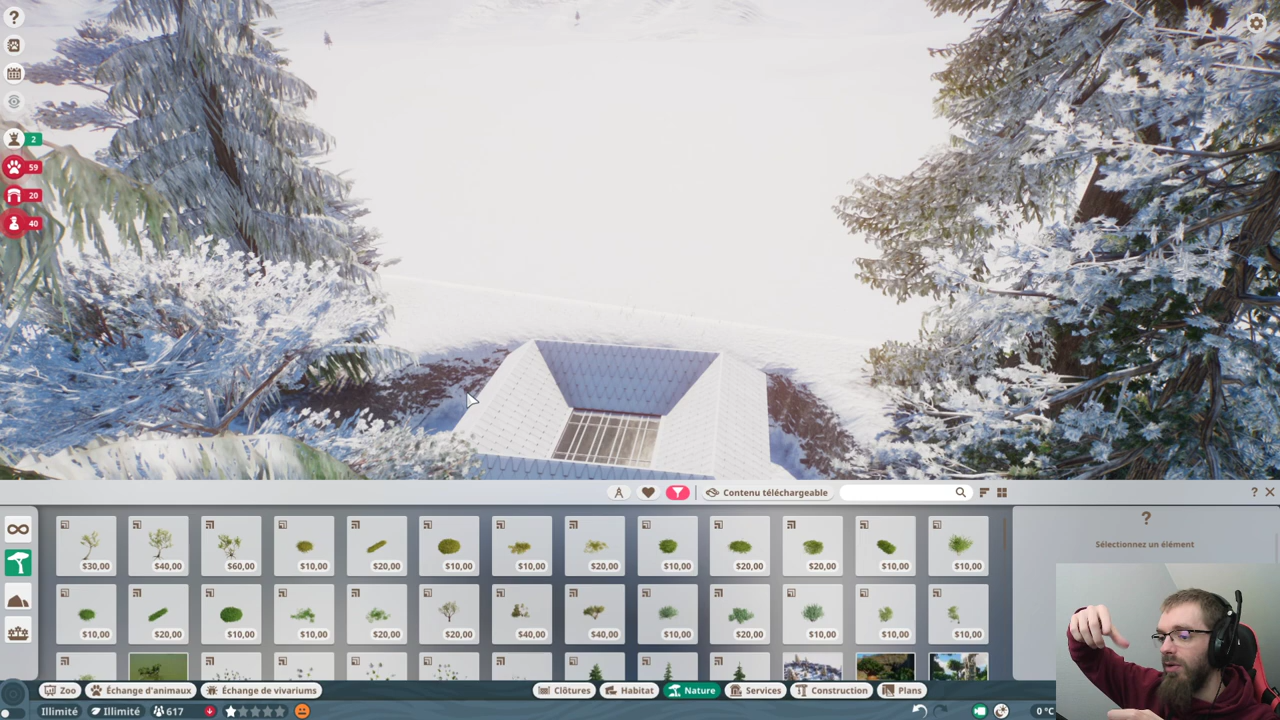 2
59
20
40
Contenu téléchargeable
?
?
Sélectionnez un élément
$30,00 $40,00 $60,00 $10,00 $20,00 $10,00 $10,00 $20,00 $10,00 $20,00 $20,00 $10,00 $10,00
$10,00 $20,00 $10,00 $10,00 $20,00 $20,00 $40,00 $40,00 $10,00 $20,00 $10,00 $10,00 $10,00
Zoo Échange d'animaux Échange de vivariums Clôtures Habitat Nature Services Construction Plans
Illimité Illimité 617 0 °C